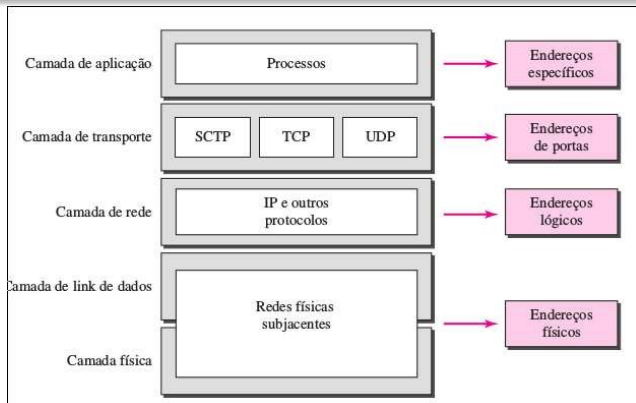 Camada de aplicação
Processos
Endereços
específicos
Camada de transporte
SCTP
TCP
UDP
Endereços
de portas
Camada de rede
IP e outros
protocolos
Endereços
lógicos
Camada de link de dados
Redes físicas
subjacentes
Endereços
físicos
Camada física